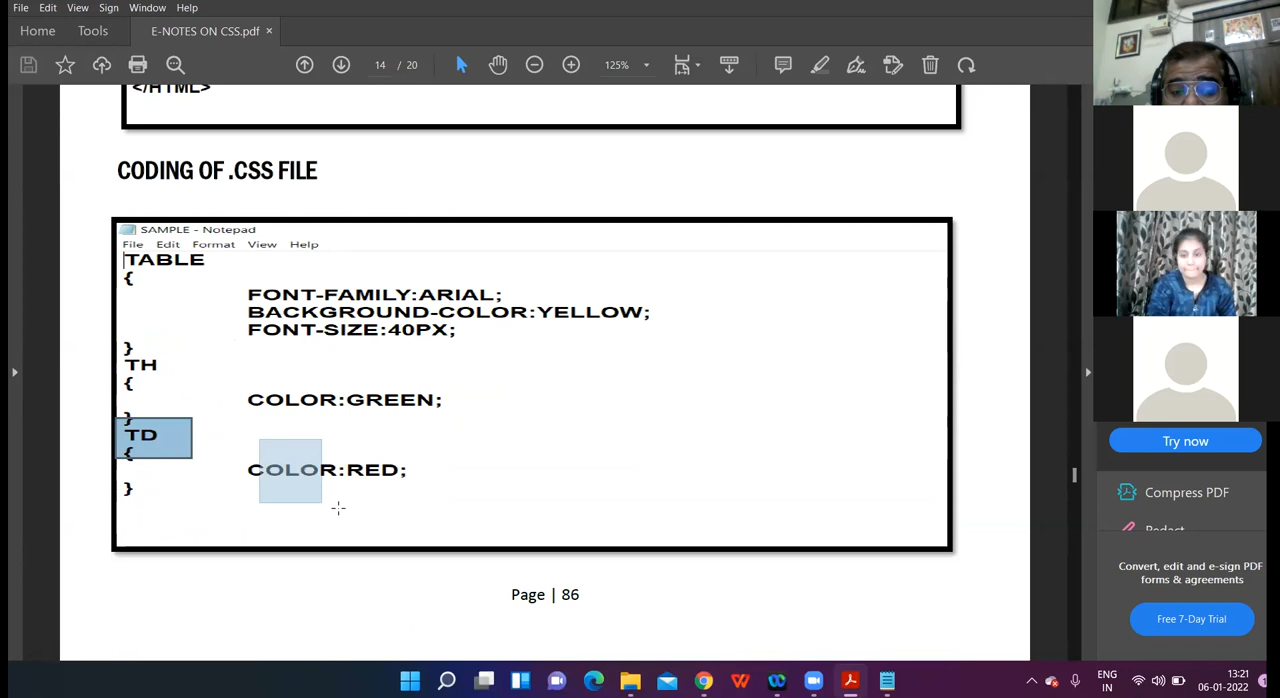 File Edit View Sign Window Help
Home Tools E-NOTES ON CSS.pdf ×
14 / 20 125%
</HTML>
CODING OF .CSS FILE
SAMPLE - Notepad
File Edit Format View Help
TABLE
{
FONT-FAMILY:ARIAL;
BACKGROUND-COLOR:YELLOW;
FONT-SIZE:40PX;
}
TH
{
COLOR:GREEN;
}
TD
{
COLOR:RED;
}
Page | 86
Try now
Compress PDF
Redact
Convert, edit and e-sign PDF
forms & agreements
Free 7-Day Trial
ENG
IN
13:21
06-01-2022
1